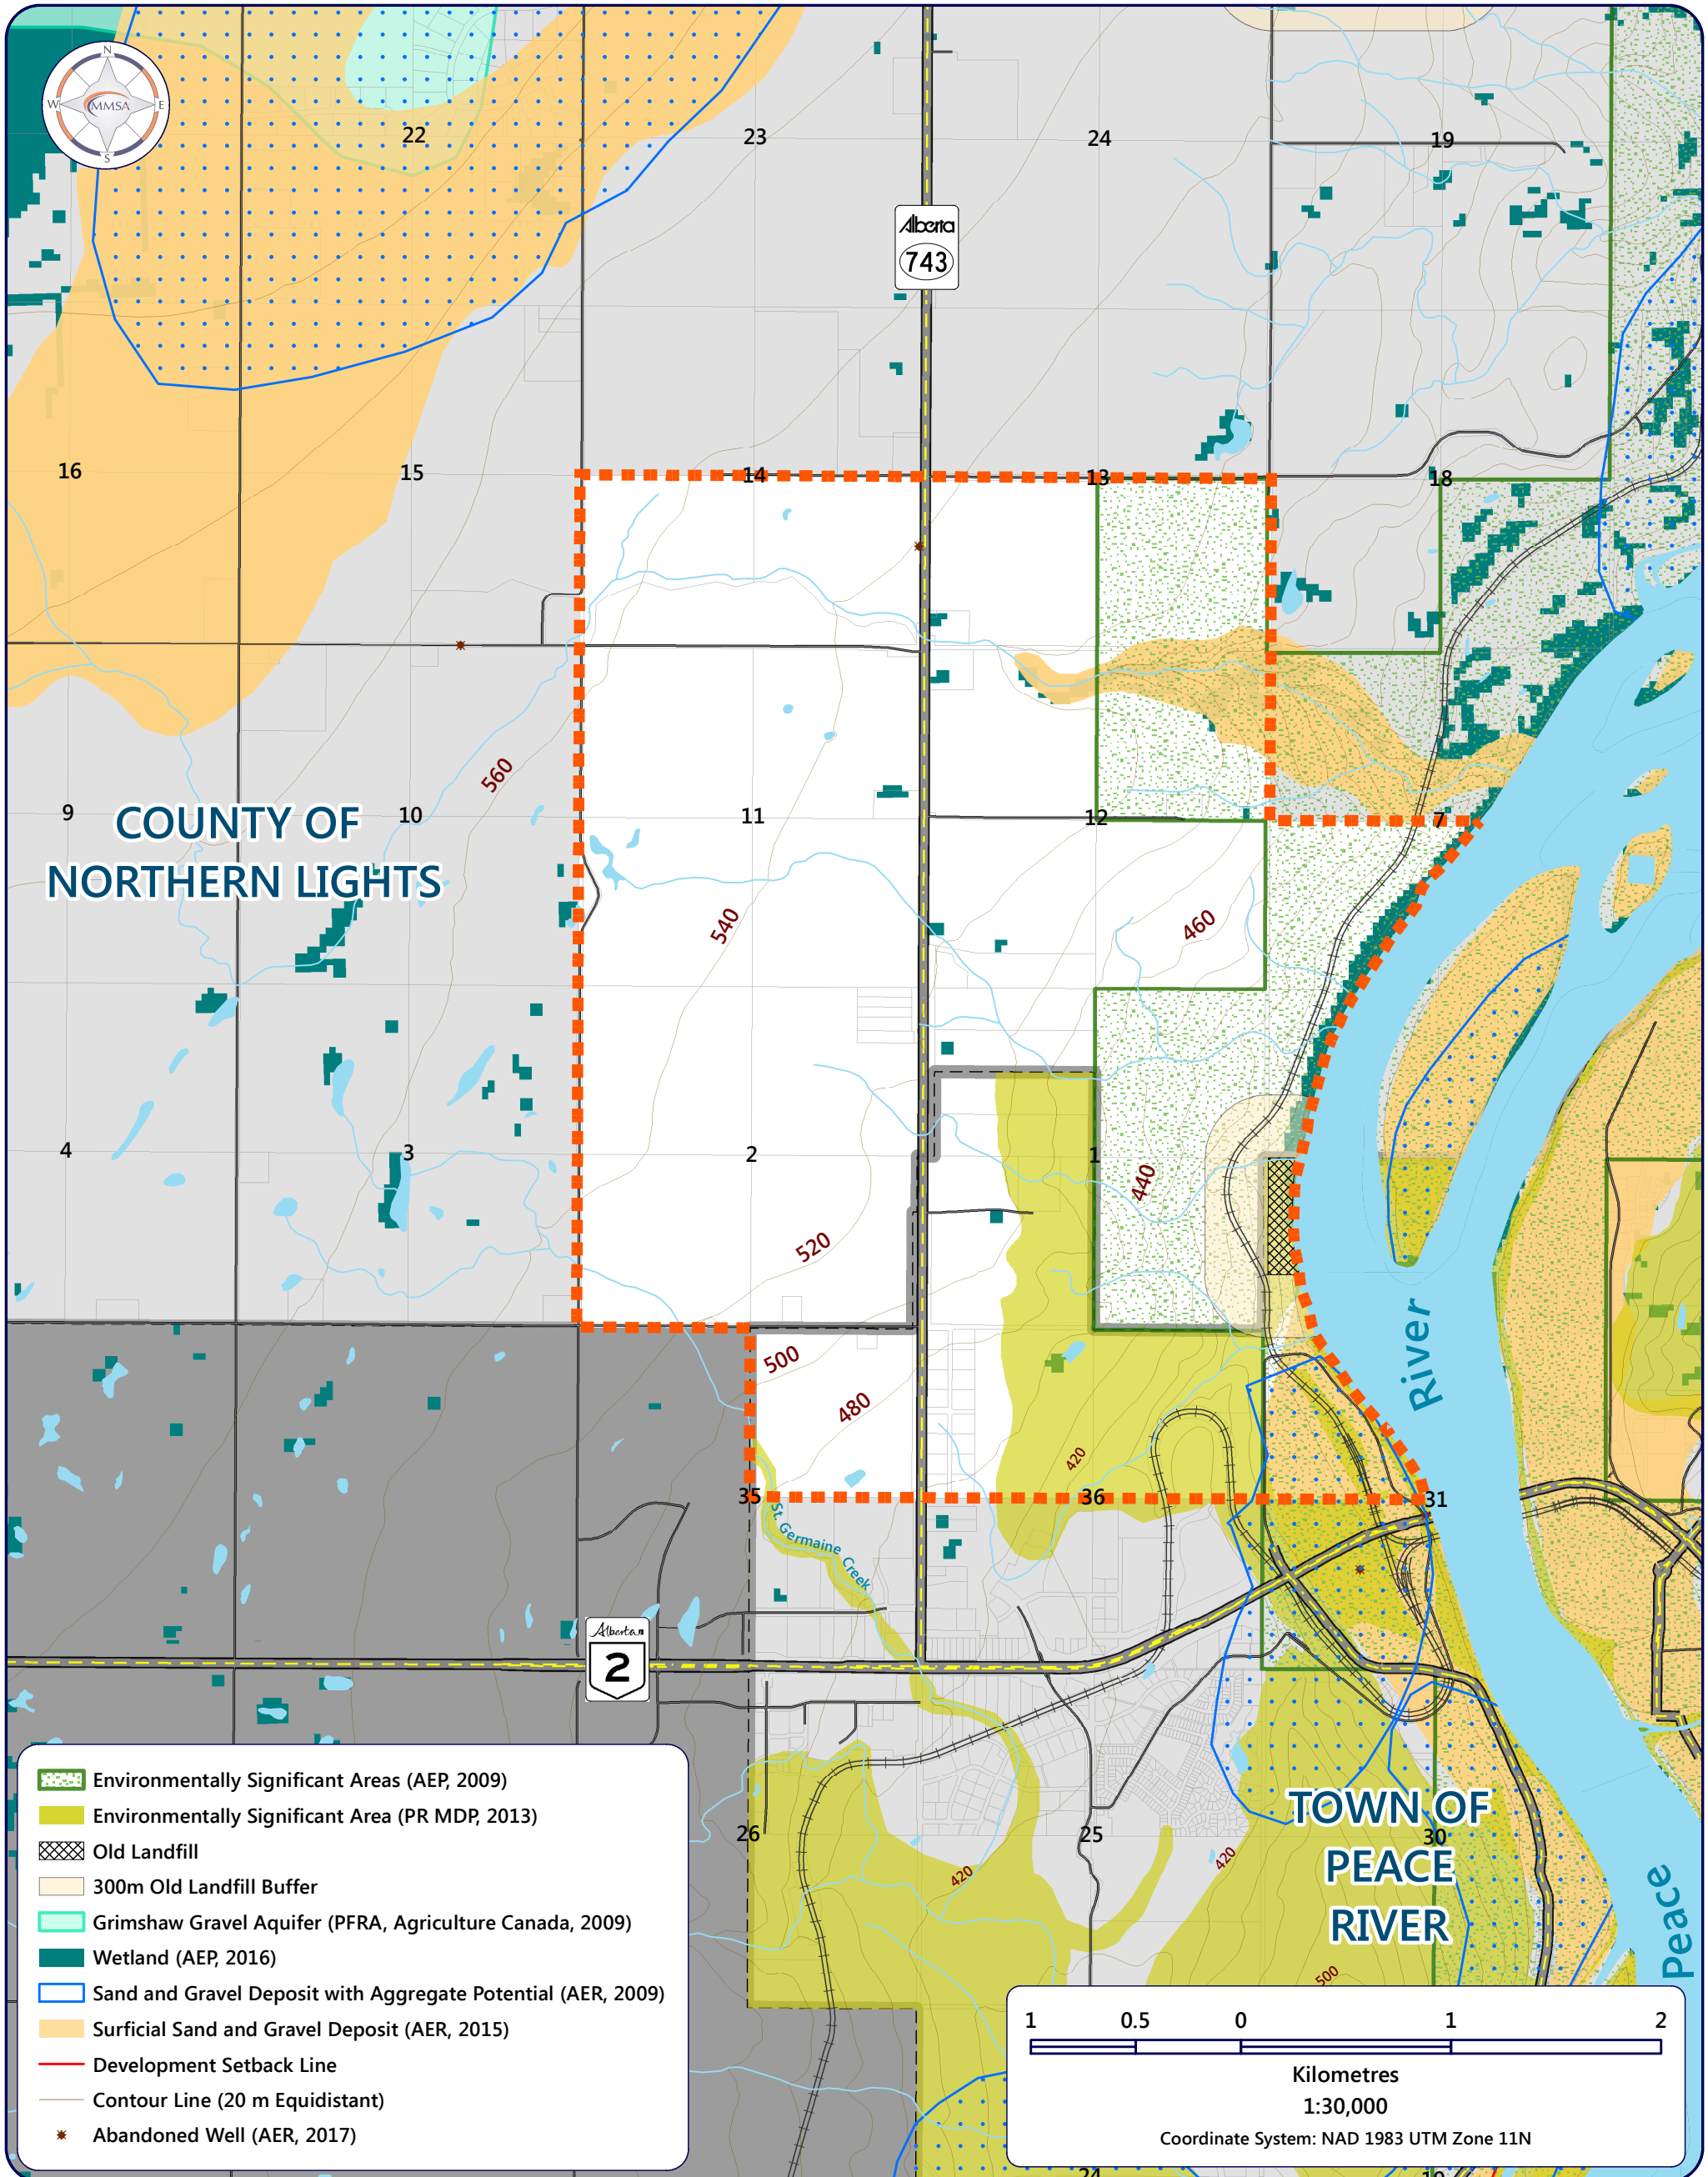 N
W MMSA E
S
22
23
24
19
Alberta
743
16
15
14
13
18
560
9
10
11
12
7
COUNTY OF
NORTHERN LIGHTS
540
460
4
3
2
1
440
520
500
480
420
River
35
36
31
St. Germaine Creek
Alberta
2
26
25
30
420
420
TOWN OF
PEACE
RIVER
500
Peace
24
19
Environmentally Significant Areas (AEP, 2009)
Environmentally Significant Area (PR MDP, 2013)
Old Landfill
300m Old Landfill Buffer
Grimshaw Gravel Aquifer (PFRA, Agriculture Canada, 2009)
Wetland (AEP, 2016)
Sand and Gravel Deposit with Aggregate Potential (AER, 2009)
Surficial Sand and Gravel Deposit (AER, 2015)
Development Setback Line
Contour Line (20 m Equidistant)
Abandoned Well (AER, 2017)
1 0.5 0 1 2
Kilometres
1:30,000
Coordinate System: NAD 1983 UTM Zone 11N